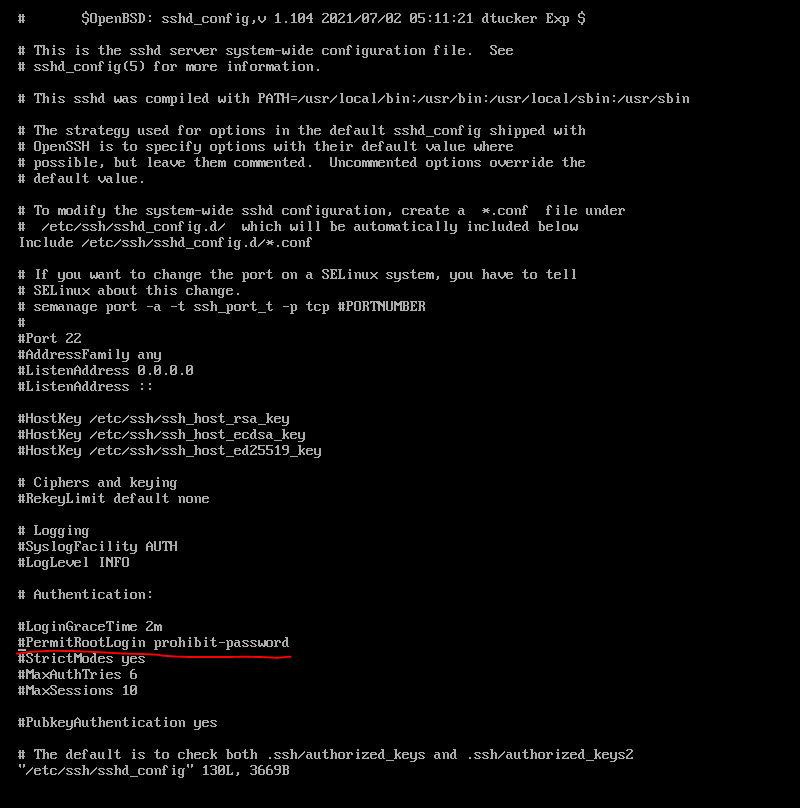 #       $OpenBSD: sshd_config,v 1.104 2021/07/02 05:11:21 dtucker Exp $
# This is the sshd server system-wide configuration file.  See
# sshd_config(5) for more information.
# This sshd was compiled with PATH=/usr/local/bin:/usr/bin:/usr/local/sbin:/usr/sbin
# The strategy used for options in the default sshd_config shipped with
# OpenSSH is to specify options with their default value where
# possible, but leave them commented.  Uncommented options override the
# default value.
# To modify the system-wide sshd configuration, create a  *.conf  file under
#  /etc/ssh/sshd_config.d/  which will be automatically included below
Include /etc/ssh/sshd_config.d/*.conf
# If you want to change the port on a SELinux system, you have to tell
# SELinux about this change.
# semanage port -a -t ssh_port_t -p tcp #PORTNUMBER
#
#Port 22
#AddressFamily any
#ListenAddress 0.0.0.0
#ListenAddress ::
#HostKey /etc/ssh/ssh_host_rsa_key
#HostKey /etc/ssh/ssh_host_ecdsa_key
#HostKey /etc/ssh/ssh_host_ed25519_key
# Ciphers and keying
#RekeyLimit default none
# Logging
#SyslogFacility AUTH
#LogLevel INFO
# Authentication:
#LoginGraceTime 2m
#PermitRootLogin prohibit-password
#StrictModes yes
#MaxAuthTries 6
#MaxSessions 10
#PubkeyAuthentication yes
# The default is to check both .ssh/authorized_keys and .ssh/authorized_keys2
"/etc/ssh/sshd_config" 130L, 3669B